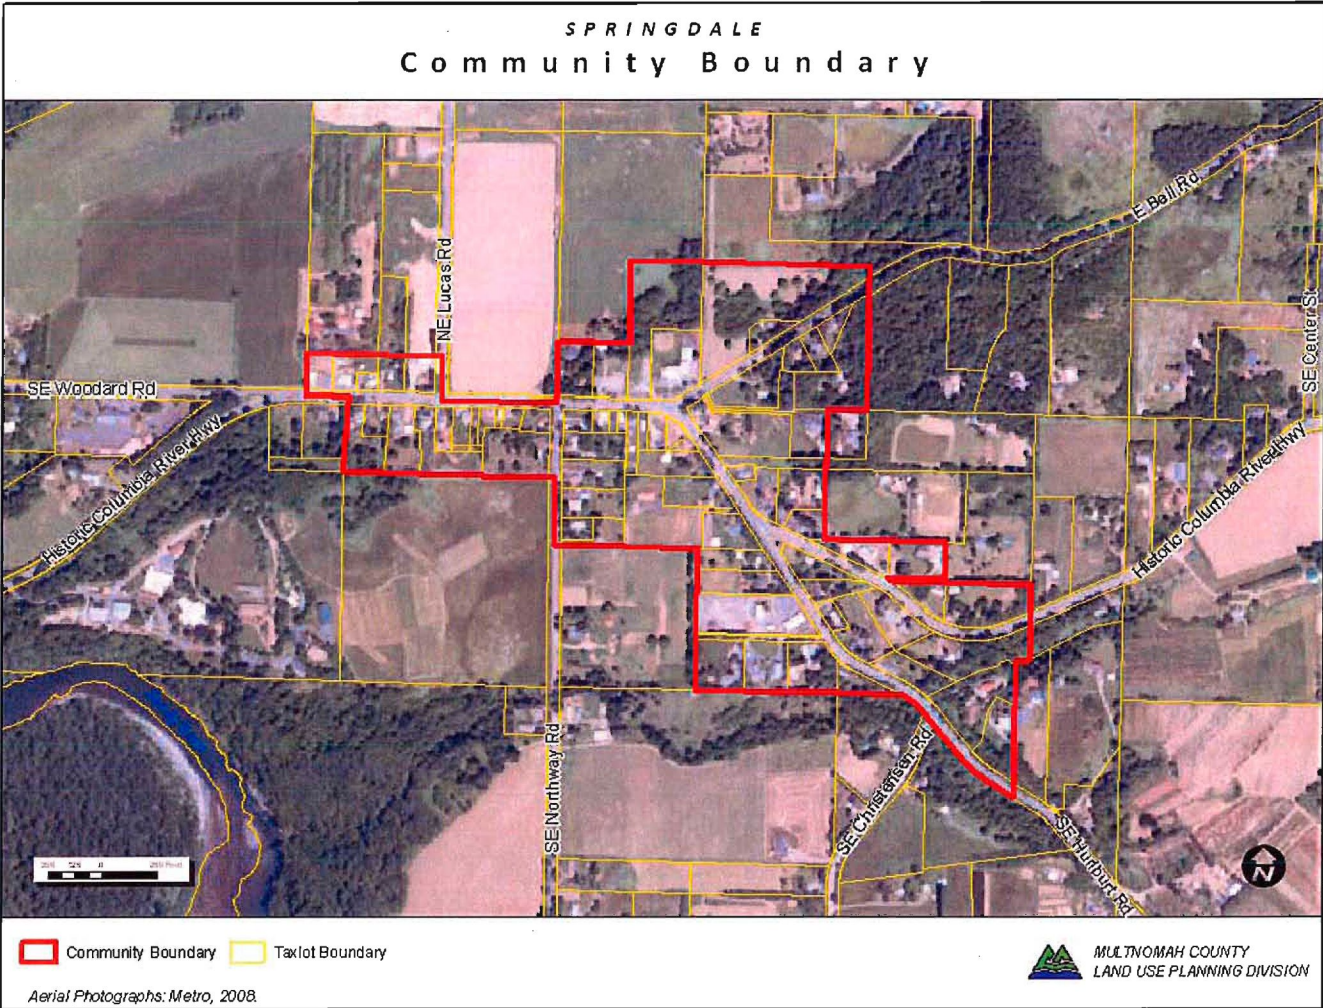 SPRINGDALE
Community Boundary
E Bell Rd
NE Lucas Rd
SE Center St
SE Woodard Rd
Historic Columbia River Hwy
Historic Columbia River Hwy
SE Northway Rd
SE Christensen Rd
SE Hurlburt Rd
N
Community Boundary
Taxlot Boundary
MULTNOMAH COUNTY
LAND USE PLANNING DIVISION
Aerial Photographs: Metro, 2008.